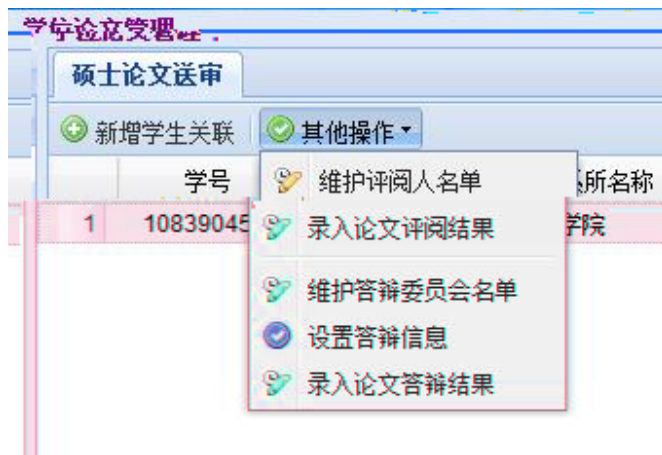 学位论文管理
硕士论文送审
新增学生关联 其他操作
学号 所名称
1 10839045 学院
维护评阅人名单
录入论文评阅结果
维护答辩委员会名单
设置答辩信息
录入论文答辩结果